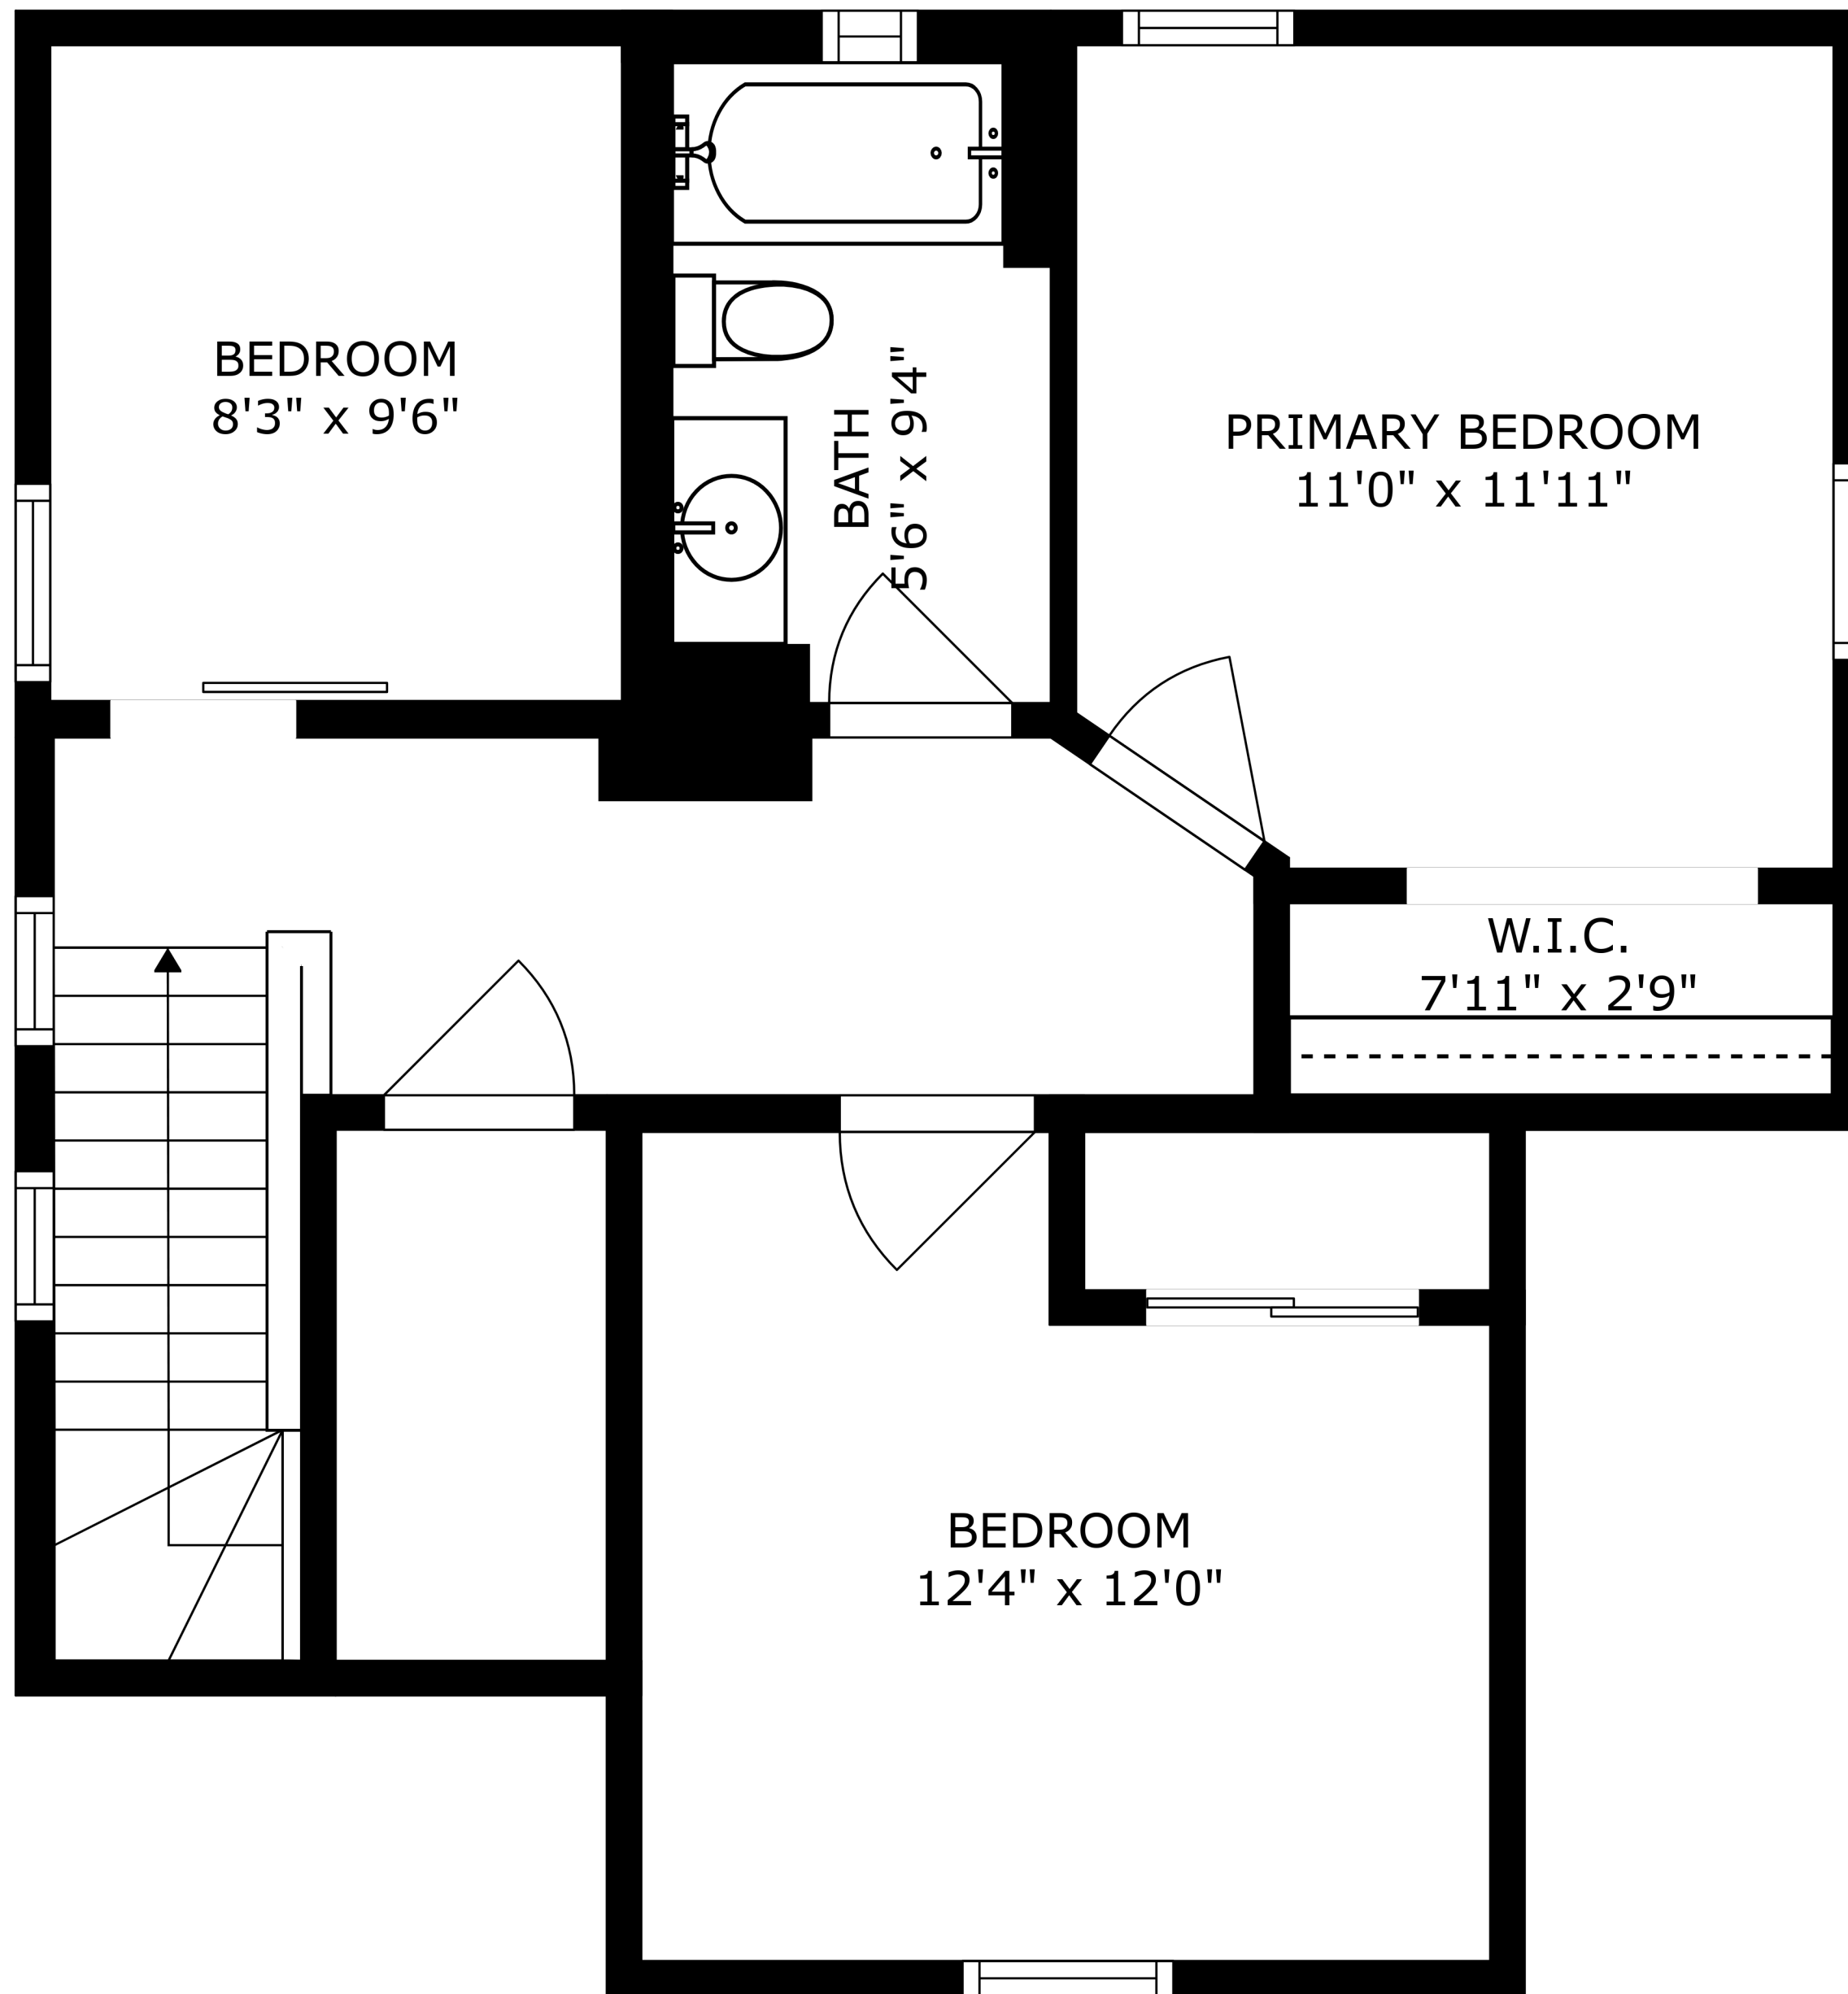 BEDROOM
8'3" x 9'6"
BATH
5'6" x 9'4"
PRIMARY BEDROOM
11'0" x 11'11"
W.I.C.
7'11" x 2'9"
BEDROOM
12'4" x 12'0"